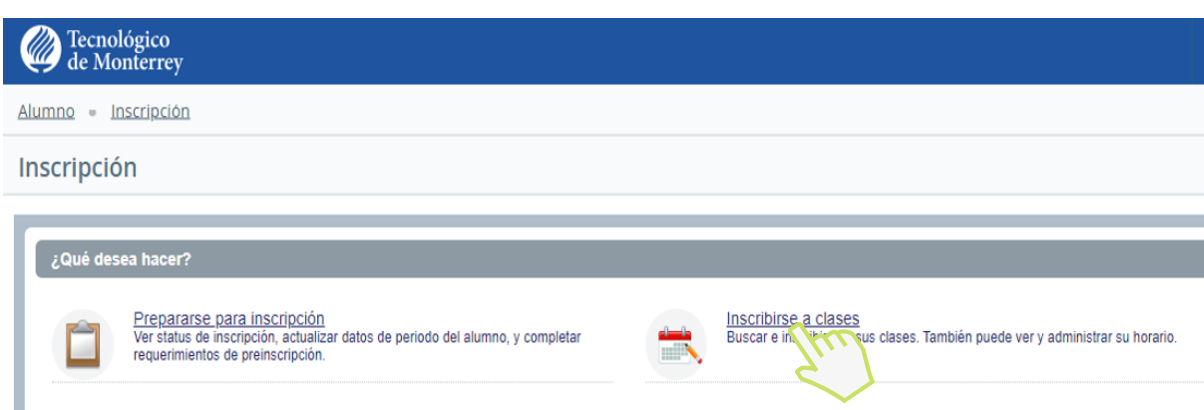 Tecnológico
de Monterrey
Alumno Inscripción
Inscripción
¿Qué desea hacer?
Prepararse para inscripción
Ver status de inscripción, actualizar datos de periodo del alumno, y completar
requerimientos de preinscripción.
Inscribirse a clases
Buscar e sus clases. También puede ver y administrar su horario.